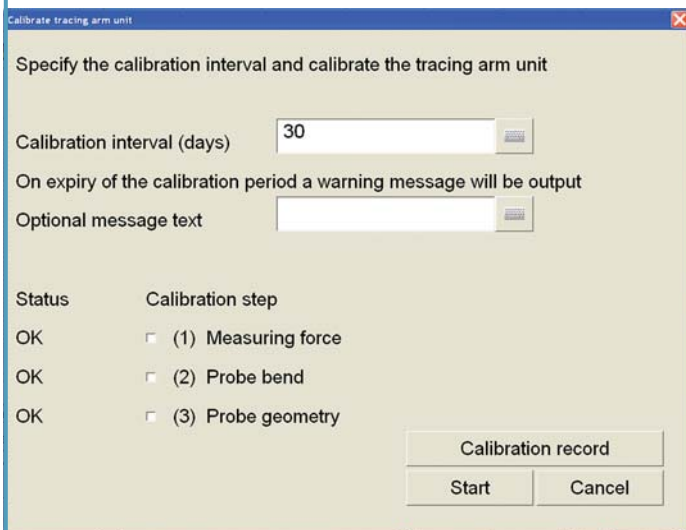 Calibrate tracing arm unit
Specify the calibration interval and calibrate the tracing arm unit
Calibration interval (days) 30
On expiry of the calibration period a warning message will be output
Optional message text
Status Calibration step
OK (1) Measuring force
OK (2) Probe bend
OK (3) Probe geometry
Calibration record
Start Cancel